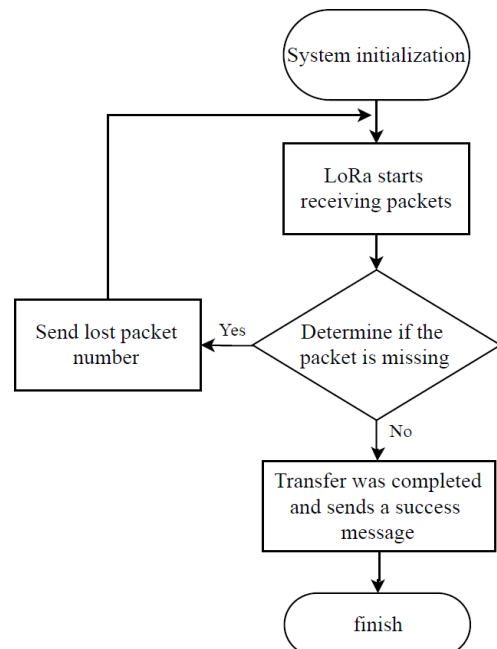 System initialization
LoRa starts
receiving packets
Determine if the
packet is missing
Yes
Send lost packet
number
No
Transfer was completed
and sends a success
message
finish